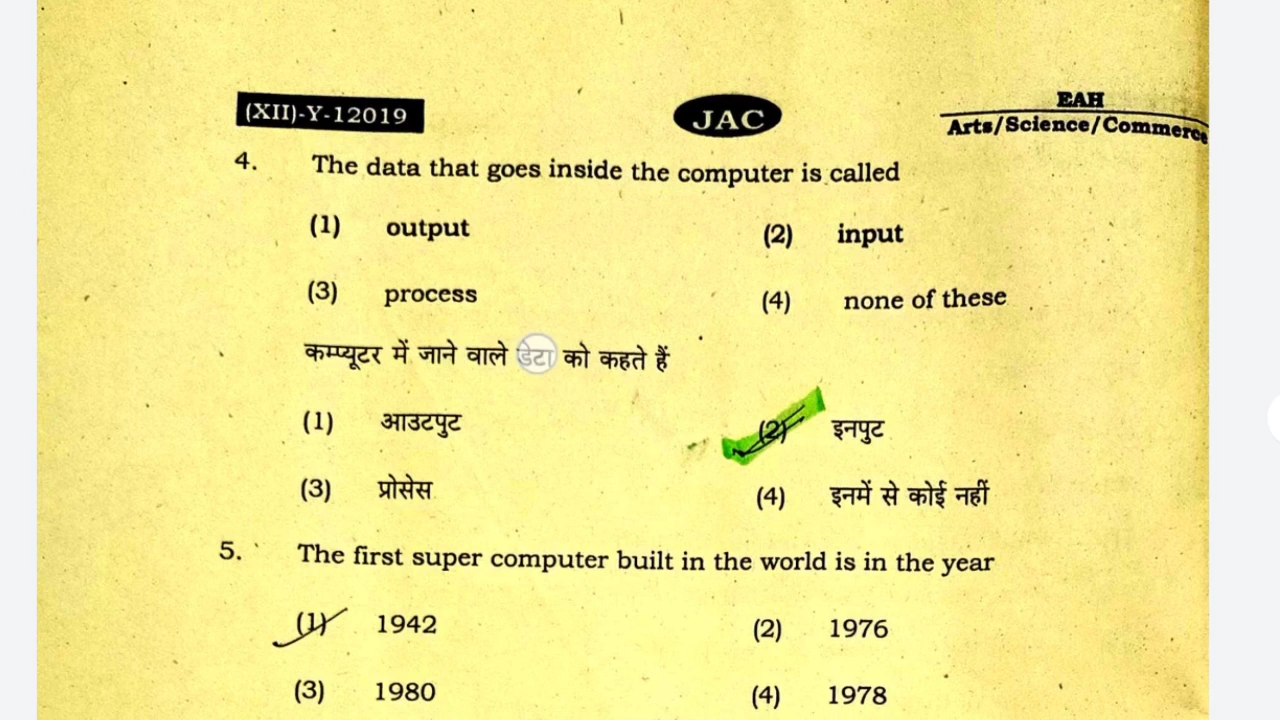 (XII)-Y-12019 JAC EAH
Arts/Science/Commerce
4. The data that goes inside the computer is called
(1) output (2) input
(3) process (4) none of these
कम्प्यूटर में जाने वाले डेटा को कहते हैं
(1) आउटपुट (2) इनपुट
(3) प्रोसेस (4) इनमें से कोई नहीं
5. The first super computer built in the world is in the year
(1) 1942 (2) 1976
(3) 1980 (4) 1978